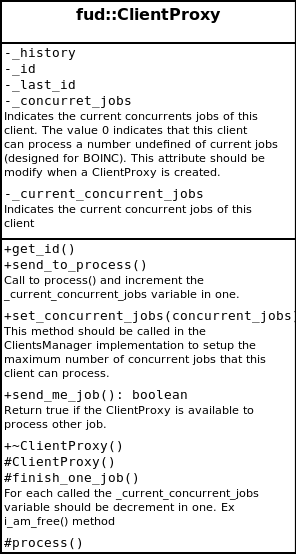 fud::ClientProxy
-_history
-_id
-_last_id
-_concurret_jobs
Indicates the current concurrents jobs of this
client. The value 0 indicates that this client
can process a number undefined of current jobs
(designed for BOINC). This attribute should be
modify when a ClientProxy is created.
-_current_concurrent_jobs
Indicates the current concurrent jobs of this
client
+get_id()
+send_to_process()
Call to process() and increment the
_current_concurrent_jobs variable in one.
+set_concurrent_jobs(concurrent_jobs)
This method should be called in the
ClientsManager implementation to setup the
maximum number of concurrent jobs that this
client can process.
+send_me_job(): boolean
Return true if the ClientProxy is available to
process other job.
+~ClientProxy()
#ClientProxy()
#finish_one_job()
For each called the _current_concurrent_jobs
variable should be decrement in one. Ex
i_am_free() method
#process()